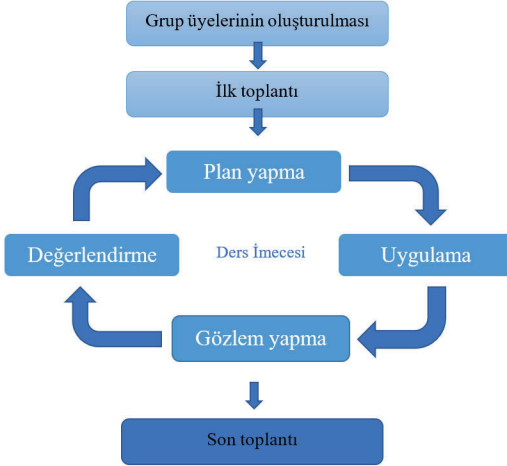 Grup üyelerinin oluşturulması
İlk toplantı
Plan yapma
Değerlendirme
Ders İmecesi
Uygulama
Gözlem yapma
Son toplantı